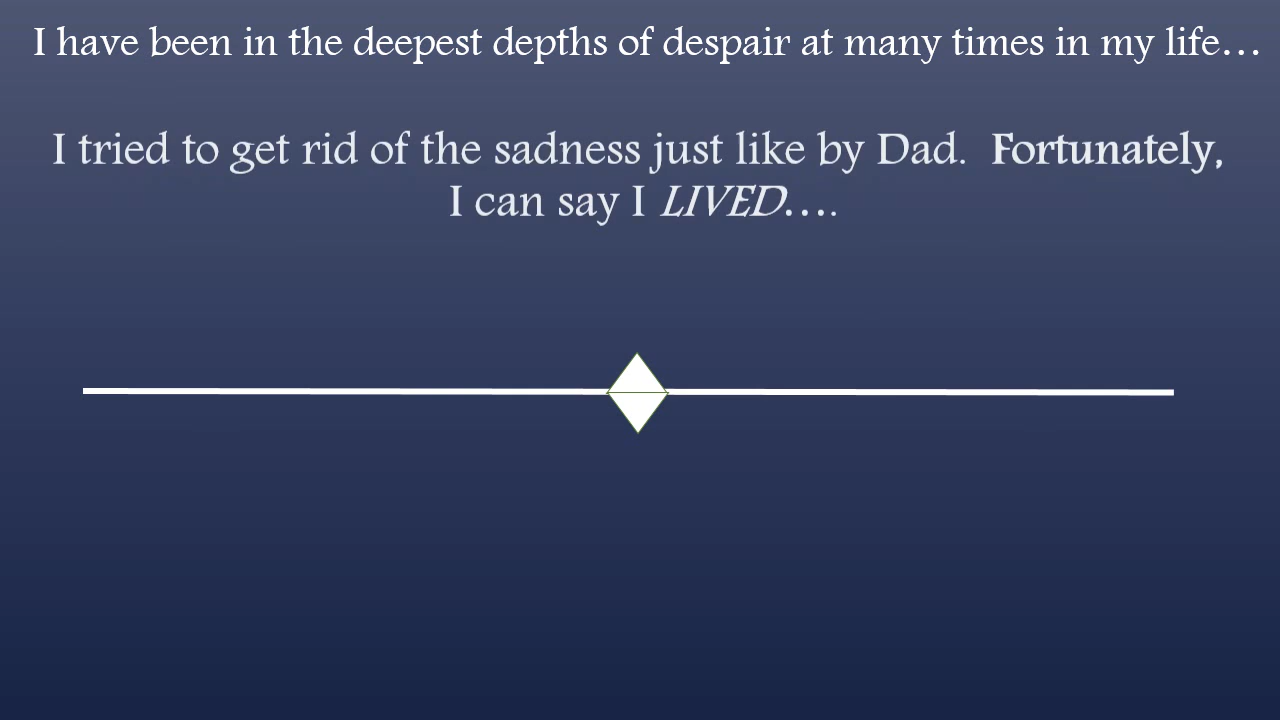 I have been in the deepest depths of despair at many times in my life…
I tried to get rid of the sadness just like by Dad.  Fortunately,
I can say I LIVED….